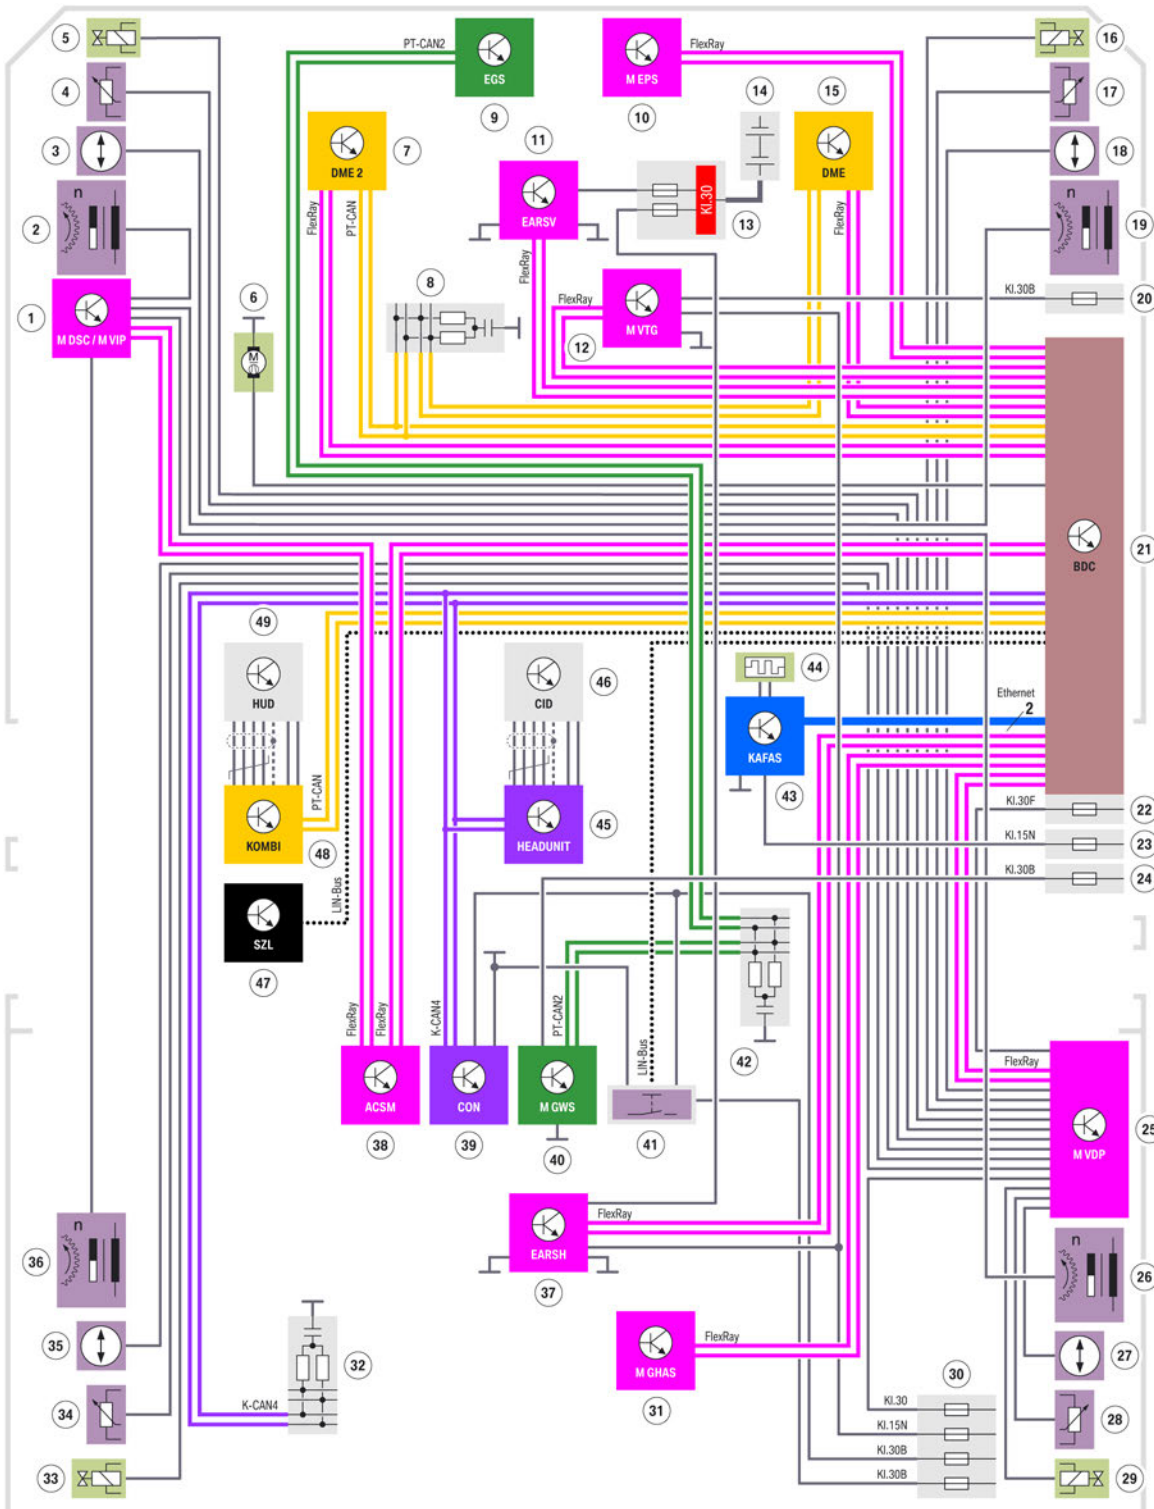 5
PT-CAN2
EGS
9
FlexRay
M EPS
10
16
4
17
3
DME 2
7
11
14
15
DME
18
n
2
FlexRay
PT-CAN
EARSV
Kl.30
13
FlexRay
n
19
1
M DSC / M VIP
6
M
8
FlexRay
FlexRay
M VTG
12
Kl.30B
20
BDC
21
49
HUD
CID
46
44
Ethernet
2
KAFAS
43
PT-CAN
KOMBI
48
HEADUNIT
45
Kl.30F
22
Kl.15N
23
Kl.30B
24
LIN-Bus
SZL
47
FlexRay
FlexRay
K-CAN4
PT-CAN2
LIN-Bus
42
ACSM
38
CON
39
M GWS
40
41
FlexRay
M VDP
25
n
36
EARSH
37
FlexRay
n
26
35
32
M GHAS
31
FlexRay
27
34
K-CAN4
30
Kl.30
Kl.15N
Kl.30B
Kl.30B
28
33
29